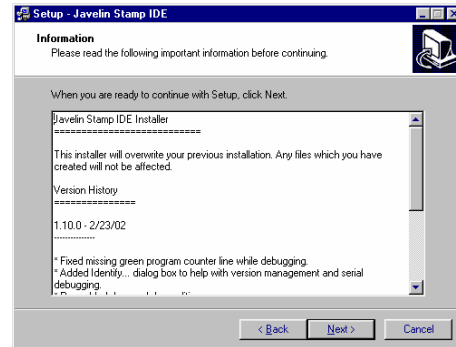 Setup - Javelin Stamp IDE
Information
Please read the following important information before continuing.
When you are ready to continue with Setup, click Next.
Javelin Stamp IDE Installer
===========================
This installer will overwrite your previous installation. Any files which you have
created will not be affected.
Version History
===============
1.10.0 - 2/23/02
--------------
* Fixed missing green program counter line while debugging.
* Added Identify... dialog box to help with version management and serial
debugging.
< Back
Next >
Cancel